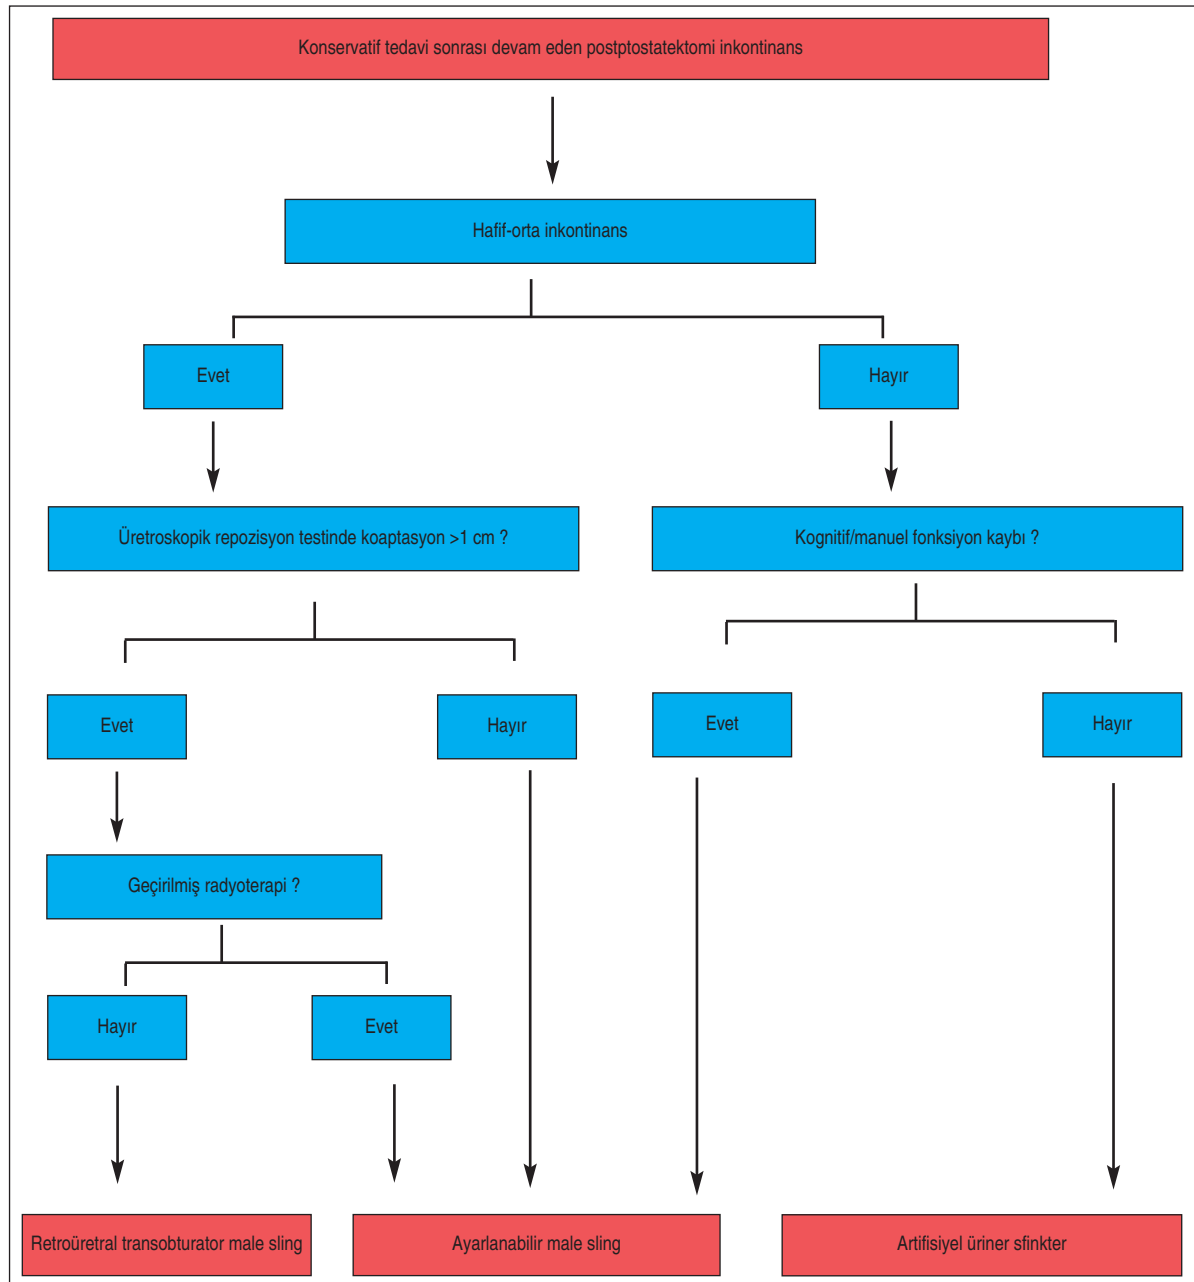 Konservatif tedavi sonrası devam eden postptostatektomi inkontinans
Hafif-orta inkontinans
Evet
Hayır
Üretroskopik repozisyon testinde koaptasyon >1 cm ?
Kognitif/manuel fonksiyon kaybı ?
Evet
Hayır
Evet
Hayır
Geçirilmiş radyoterapi ?
Hayır
Evet
Retroüretral transobturator male sling
Ayarlanabilir male sling
Artifisiyel üriner sfinkter